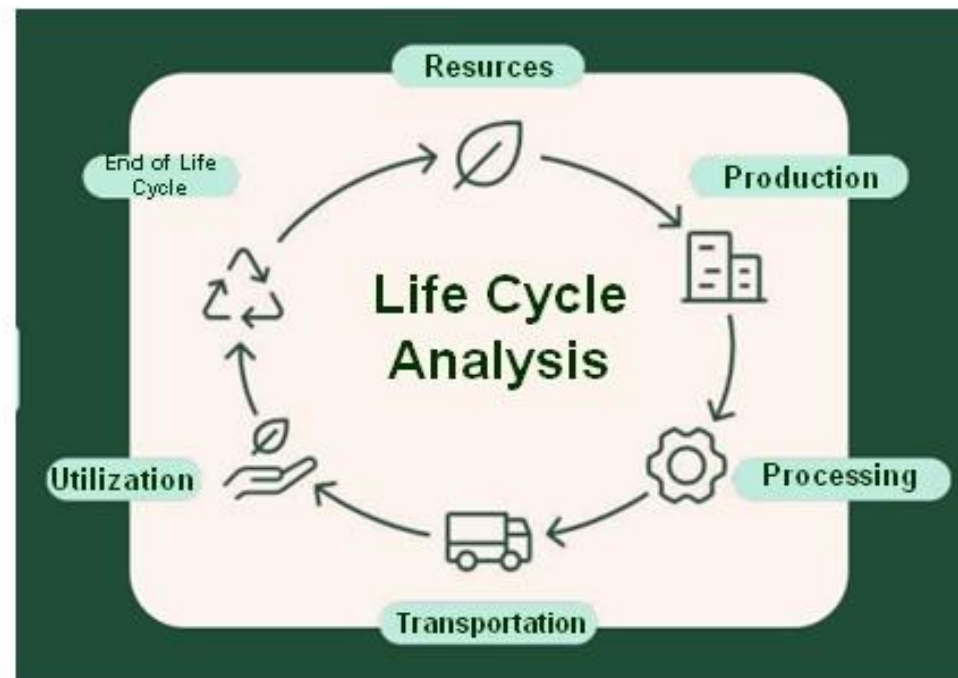 Resurces
End of Life
Cycle
Production
Life Cycle
Analysis
Utilization
Processing
Transportation